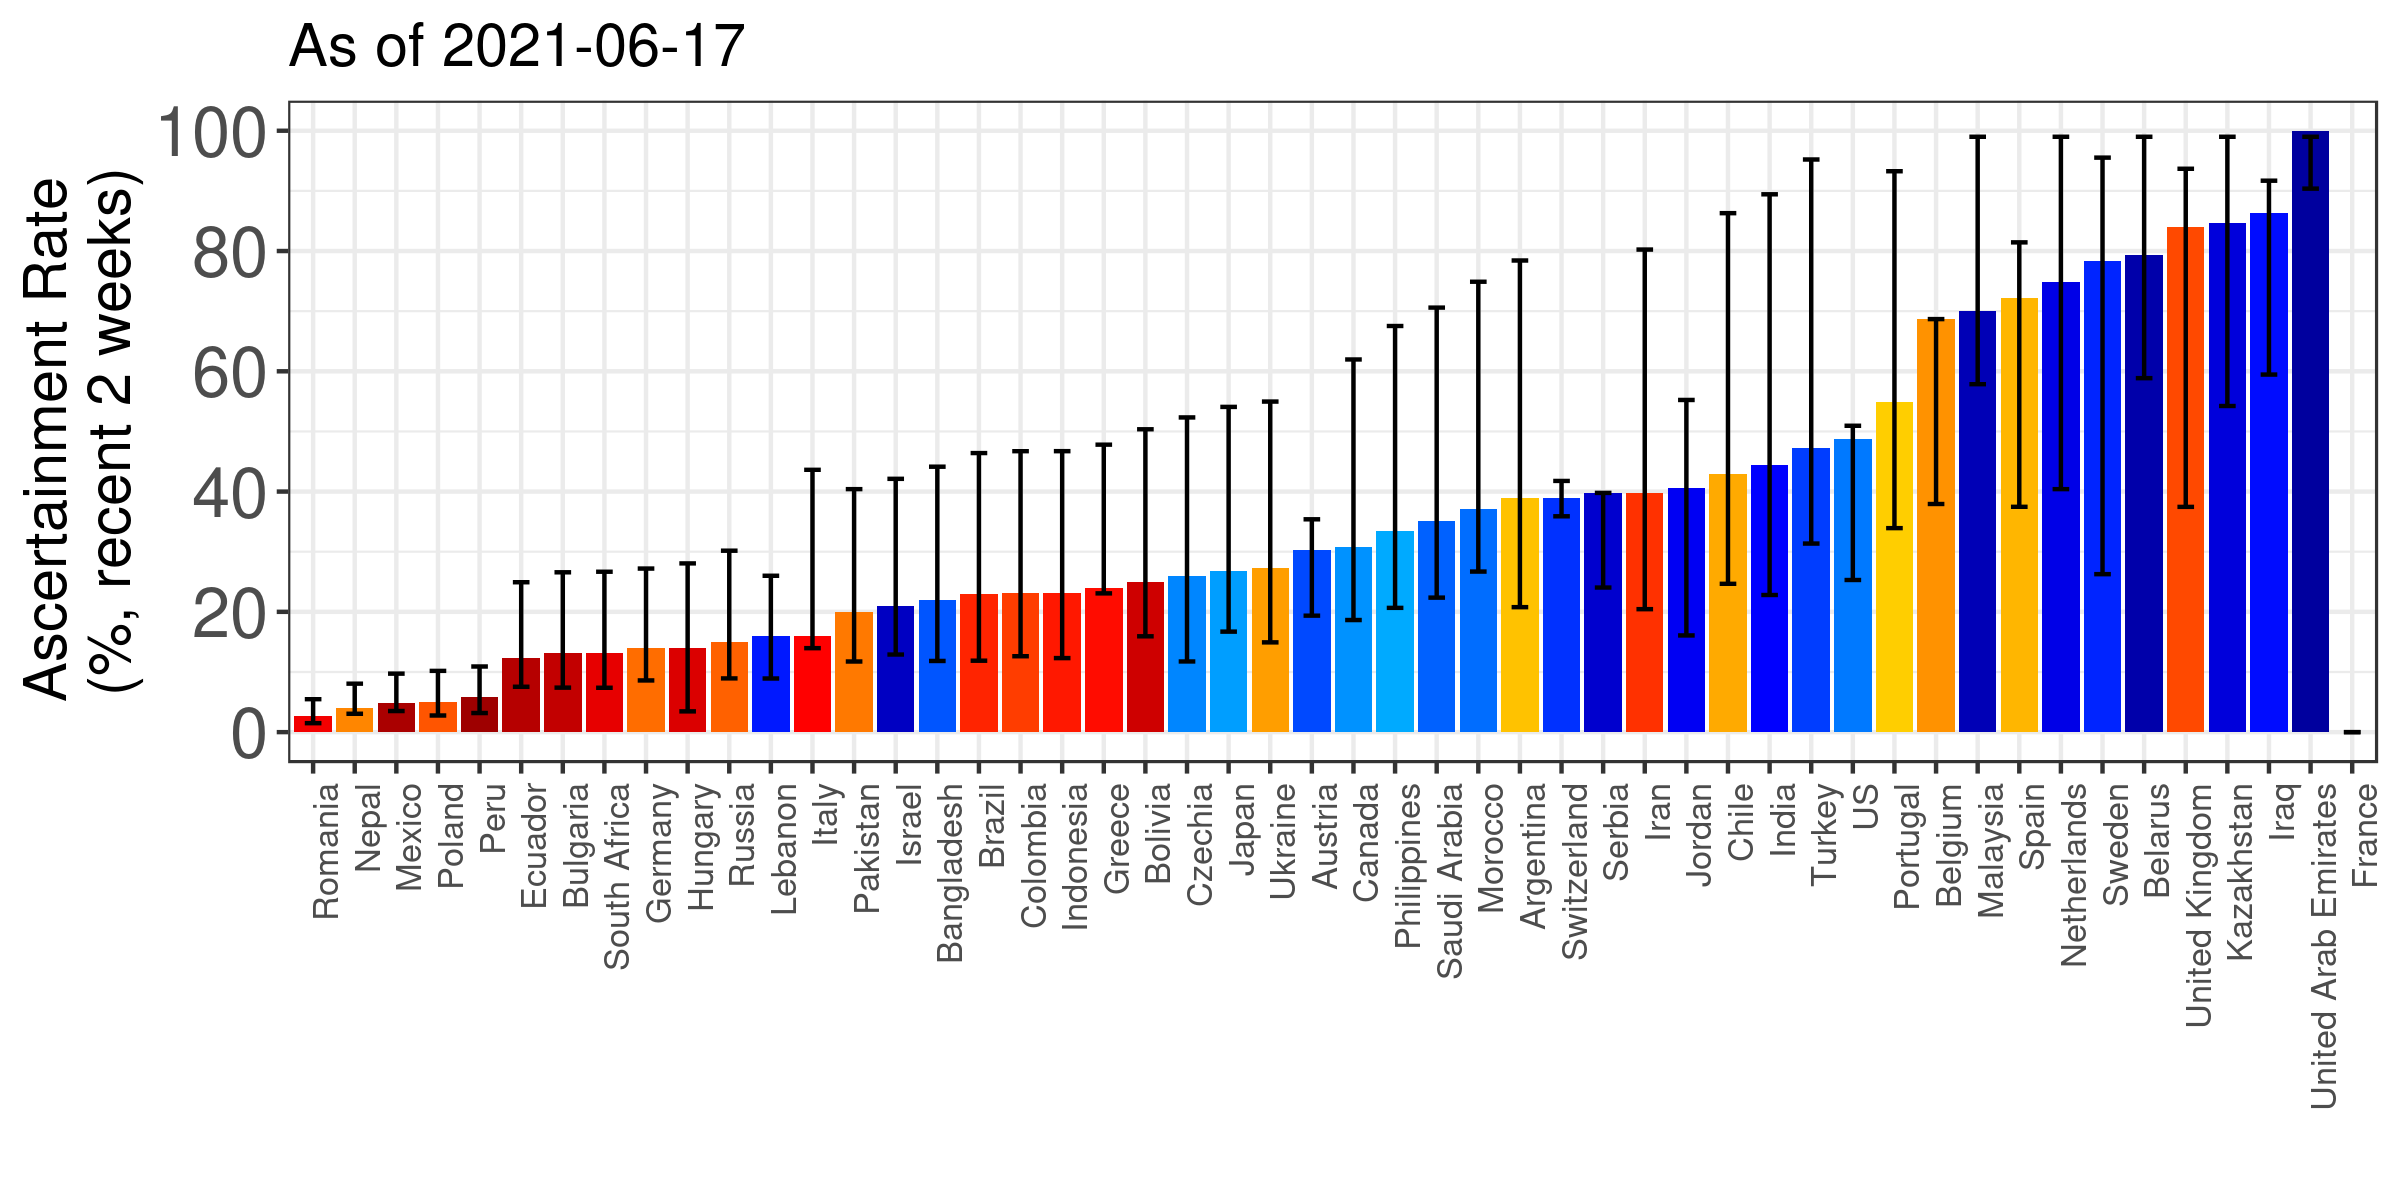 As of 2021-06-17
Ascertainment Rate
(%, recent 2 weeks)
100
80
60
40
20
0
Romania
Nepal
Mexico
Poland
Peru
Ecuador
Bulgaria
South Africa
Germany
Hungary
Russia
Lebanon
Italy
Pakistan
Israel
Bangladesh
Brazil
Colombia
Indonesia
Greece
Bolivia
Czechia
Japan
Ukraine
Austria
Canada
Philippines
Saudi Arabia
Morocco
Argentina
Switzerland
Serbia
Iran
Jordan
Chile
India
Turkey
US
Portugal
Belgium
Malaysia
Spain
Netherlands
Sweden
Belarus
United Kingdom
Kazakhstan
Iraq
United Arab Emirates
France